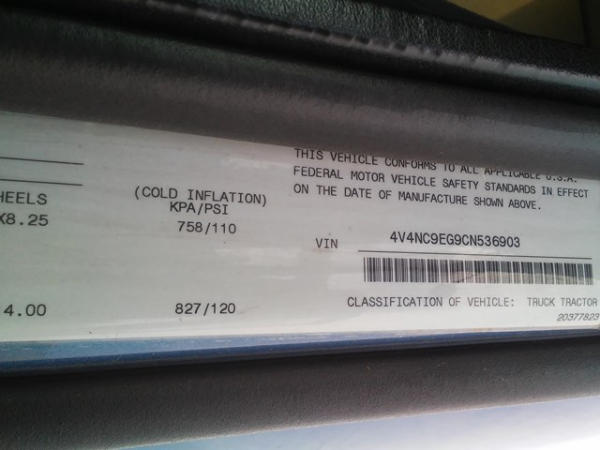 HEELS
X8.25
4.00
(COLD INFLATION)
KPA/PSI
758/110
827/120
THIS VEHICLE CONFORMS TO ALL APPLICABLE U.S.A.
FEDERAL MOTOR VEHICLE SAFETY STANDARDS IN EFFECT
ON THE DATE OF MANUFACTURE SHOWN ABOVE.
VIN 4V4NC9EG9CN536903
CLASSIFICATION OF VEHICLE: TRUCK TRACTOR
20377823